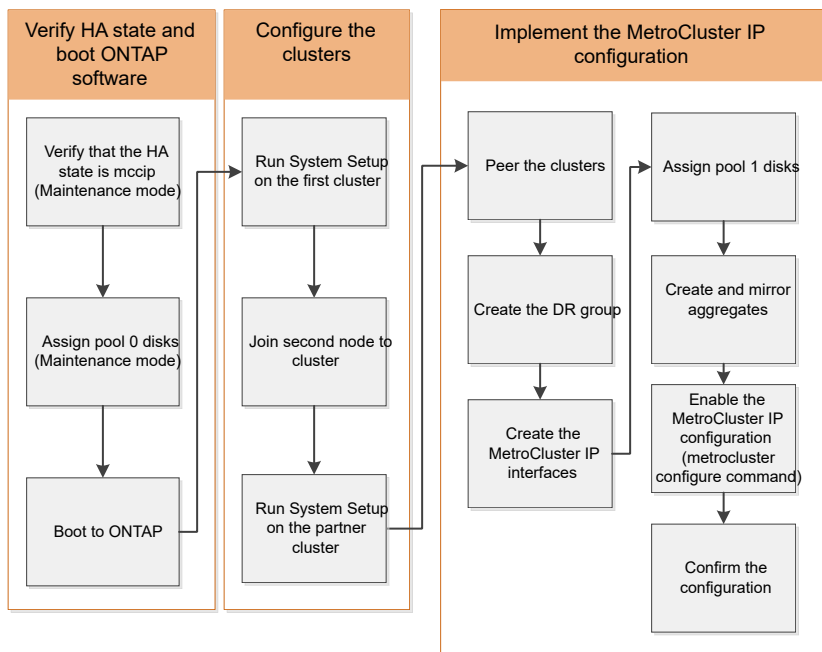 Verify HA state and
boot ONTAP
software
Verify that the HA
state is mccip
(Maintenance mode)
Assign pool 0 disks
(Maintenance mode)
Boot to ONTAP
Configure the
clusters
Run System Setup
on the first cluster
Join second node to
cluster
Run System Setup
on the partner
cluster
Implement the MetroCluster IP
configuration
Peer the clusters
Create the DR group
Create the
MetroCluster IP
interfaces
Assign pool 1 disks
Create and mirror
aggregates
Enable the
MetroCluster IP
configuration
(metrocluster
configure command)
Confirm the
configuration